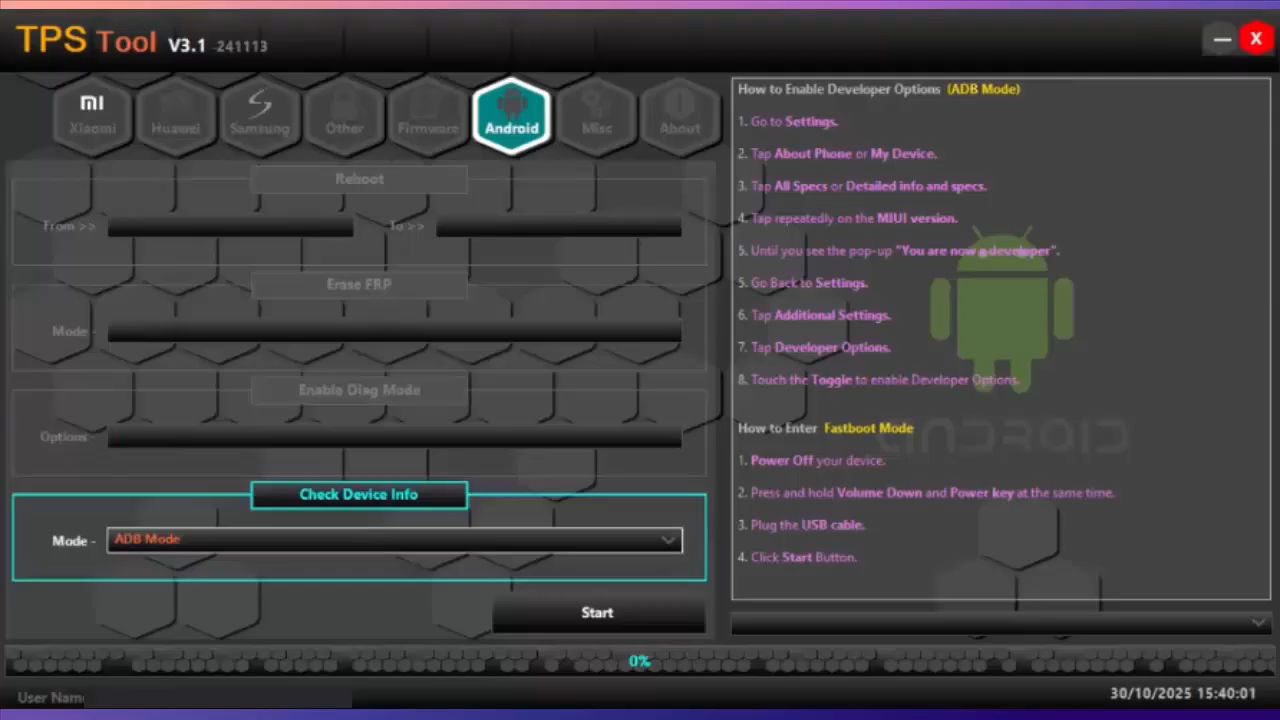 TPS Tool V3.1 -241113
X
MI
Xiaomi
Huawei
Samsung
Other
Firmware
Android
Misc
About
Reboot
From >>
To >>
Erase FRP
Mode -
Enable Diag Mode
Options -
Check Device Info
Mode - ADB Mode
Start
How to Enable Developer Options (ADB Mode)
1. Go to Settings.
2. Tap About Phone or My Device.
3. Tap All Specs or Detailed info and specs.
4. Tap repeatedly on the MIUI version.
5. Until you see the pop-up "You are now a developer".
5. Go Back to Settings.
6. Tap Additional Settings.
7. Tap Developer Options.
8. Touch the Toggle to enable Developer Options.
How to Enter Fastboot Mode
ANDROID
1. Power Off your device.
2. Press and hold Volume Down and Power key at the same time.
3. Plug the USB cable.
4. Click Start Button.
0%
User Name
30/10/2025 15:40:01